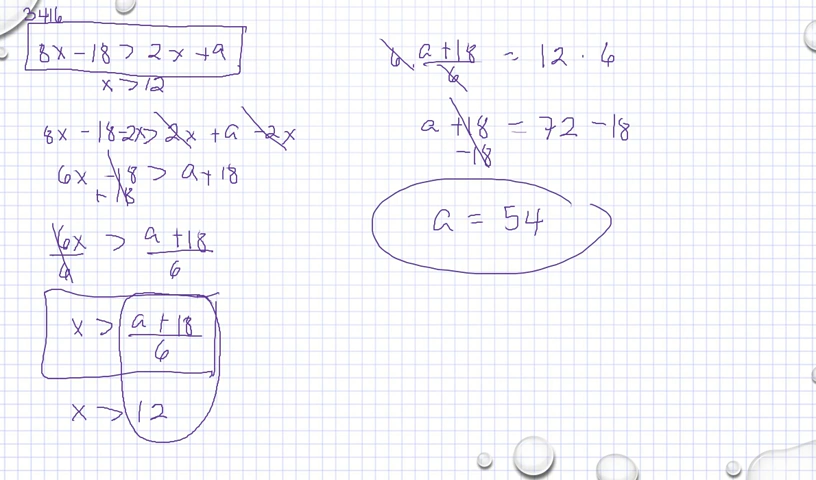 3416
8x - 18 > 2x + a
x > 12
8x - 18 - 2x > 2x + a - 2x
6x - 18 > a + 18
+ 18
6x / 6 > a + 18 / 6
x > a + 18 / 6
x > 12
6 · a + 18 / 6 = 12 · 6
a + 18 = 72 - 18
- 18
a = 54